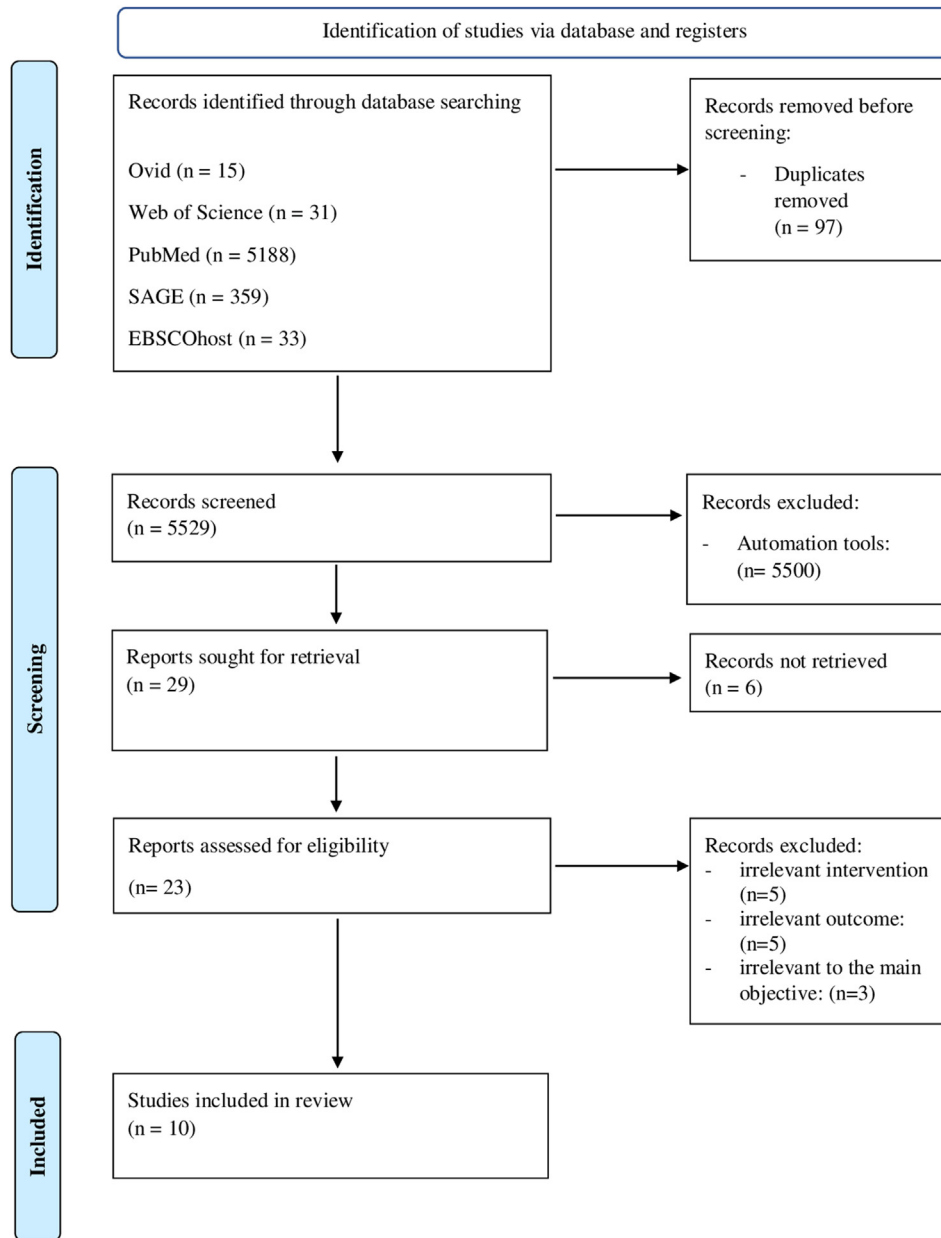 Identification of studies via database and registers
Identification
Records identified through database searching
Ovid (n = 15)
Web of Science (n = 31)
PubMed (n = 5188)
SAGE (n = 359)
EBSCOhost (n = 33)
Records removed before
screening:
- Duplicates
removed
(n = 97)
Screening
Records screened
(n = 5529)
Records excluded:
- Automation tools:
(n= 5500)
Reports sought for retrieval
(n = 29)
Records not retrieved
(n = 6)
Reports assessed for eligibility
(n= 23)
Records excluded:
- irrelevant intervention
(n=5)
- irrelevant outcome:
(n=5)
- irrelevant to the main
objective: (n=3)
Included
Studies included in review
(n = 10)